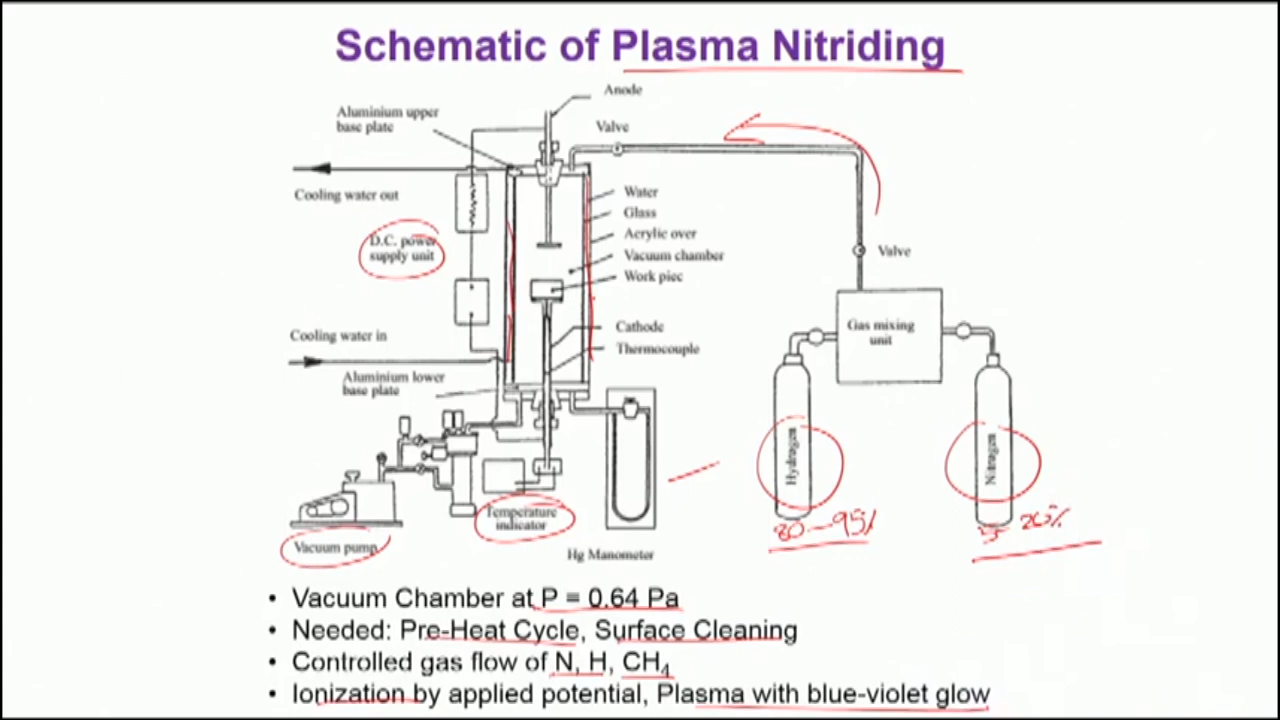 Schematic of Plasma Nitriding
Anode
Aluminium upper
base plate
Valve
Cooling water out
Water
Glass
Acrylic over
Vacuum chamber
Work piec
D.C. power
supply unit
Valve
Cooling water in
Cathode
Thermocouple
Gas mixing
unit
Aluminium lower
base plate
Hydrogen
Nitragen
Temperature
indicator
80-95%
5-20%
Vacuum pump
Hg Manometer
• Vacuum Chamber at P = 0.64 Pa
• Needed: Pre-Heat Cycle, Surface Cleaning
• Controlled gas flow of N, H, CH₄
• Ionization by applied potential, Plasma with blue-violet glow